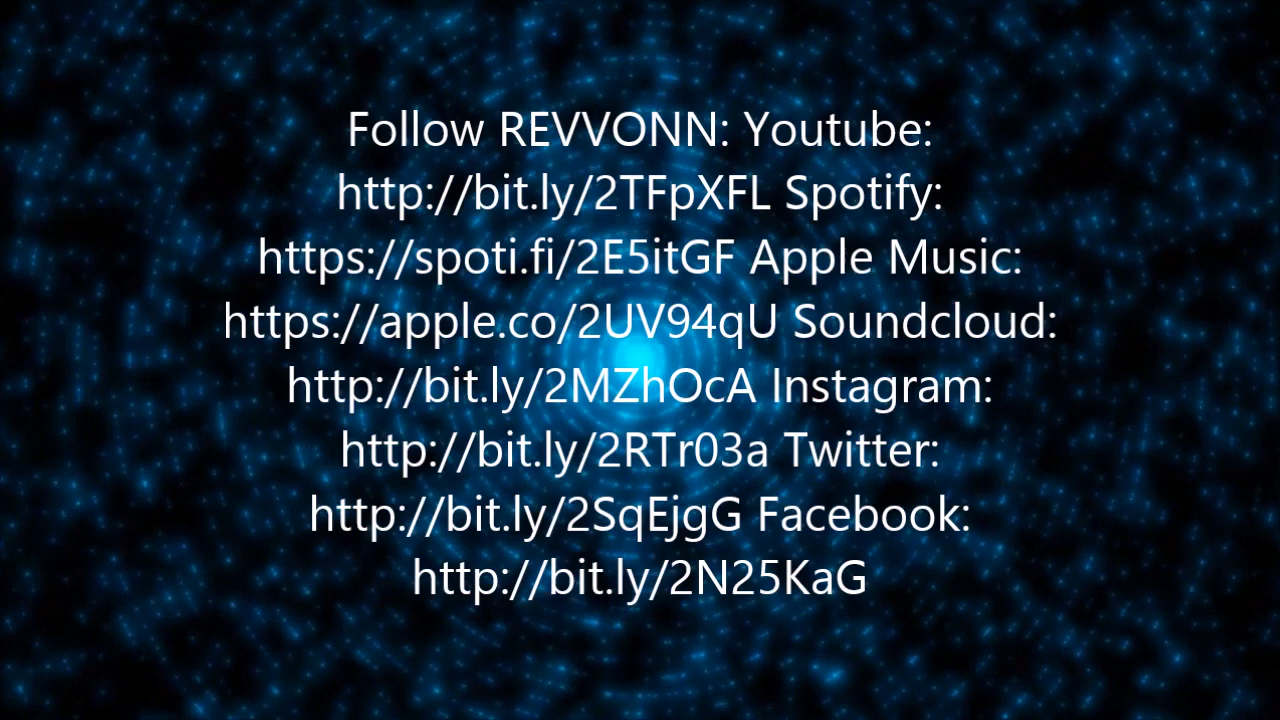 Follow REVVONN: Youtube:
http://bit.ly/2TFpXFL Spotify:
https://spoti.fi/2E5itGF Apple Music:
https://apple.co/2UV94qU Soundcloud:
http://bit.ly/2MZhOcA Instagram:
http://bit.ly/2RTr03a Twitter:
http://bit.ly/2SqEjgG Facebook:
http://bit.ly/2N25KaG